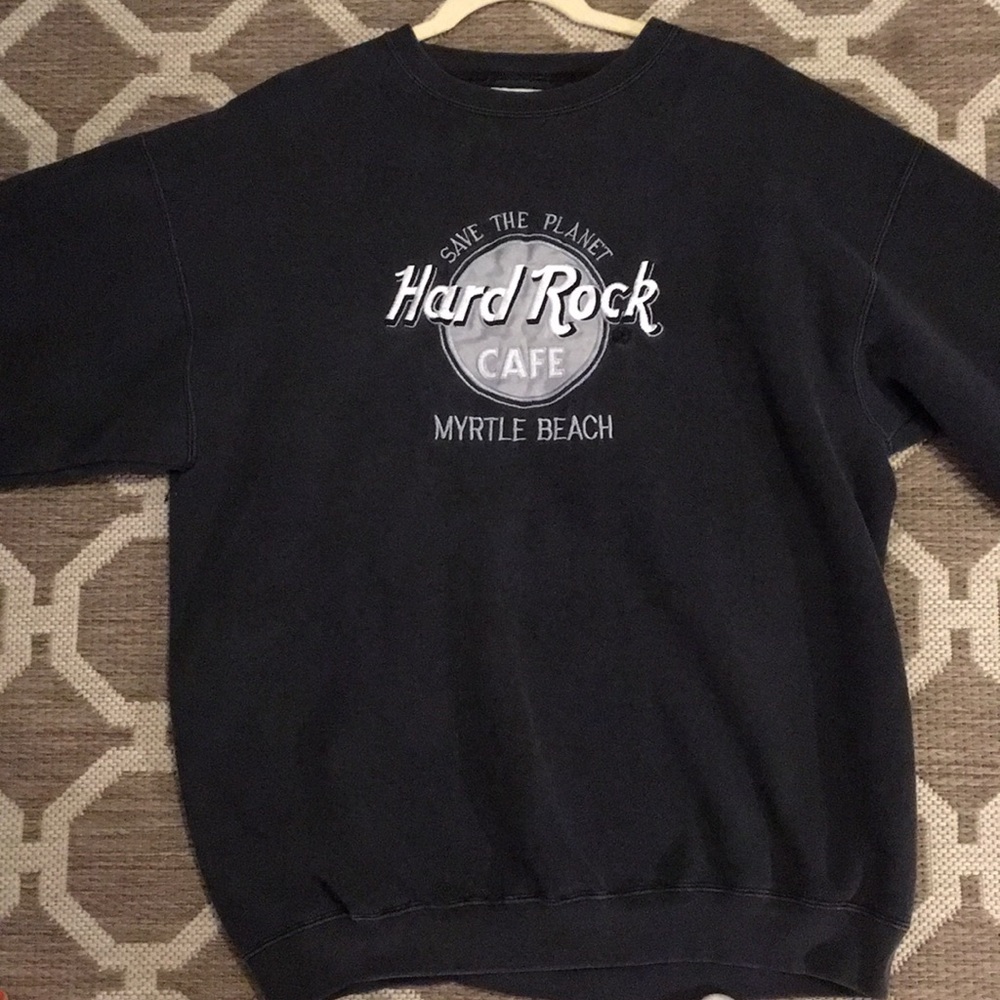 SAVE THE PLANET
Hard Rock
CAFE
MYRTLE BEACH